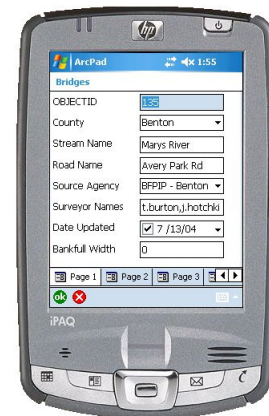 hp
ArcPad 1:55
Bridges
OBJECTID 135
County Benton
Stream Name Marys River
Road Name Avery Park Rd
Source Agency BFPIP - Benton
Surveyor Names t.burton,j.hotchki
Date Updated 7 /13/04
Bankfull Width 0
Page 1 Page 2 Page 3
ok
iPAQ